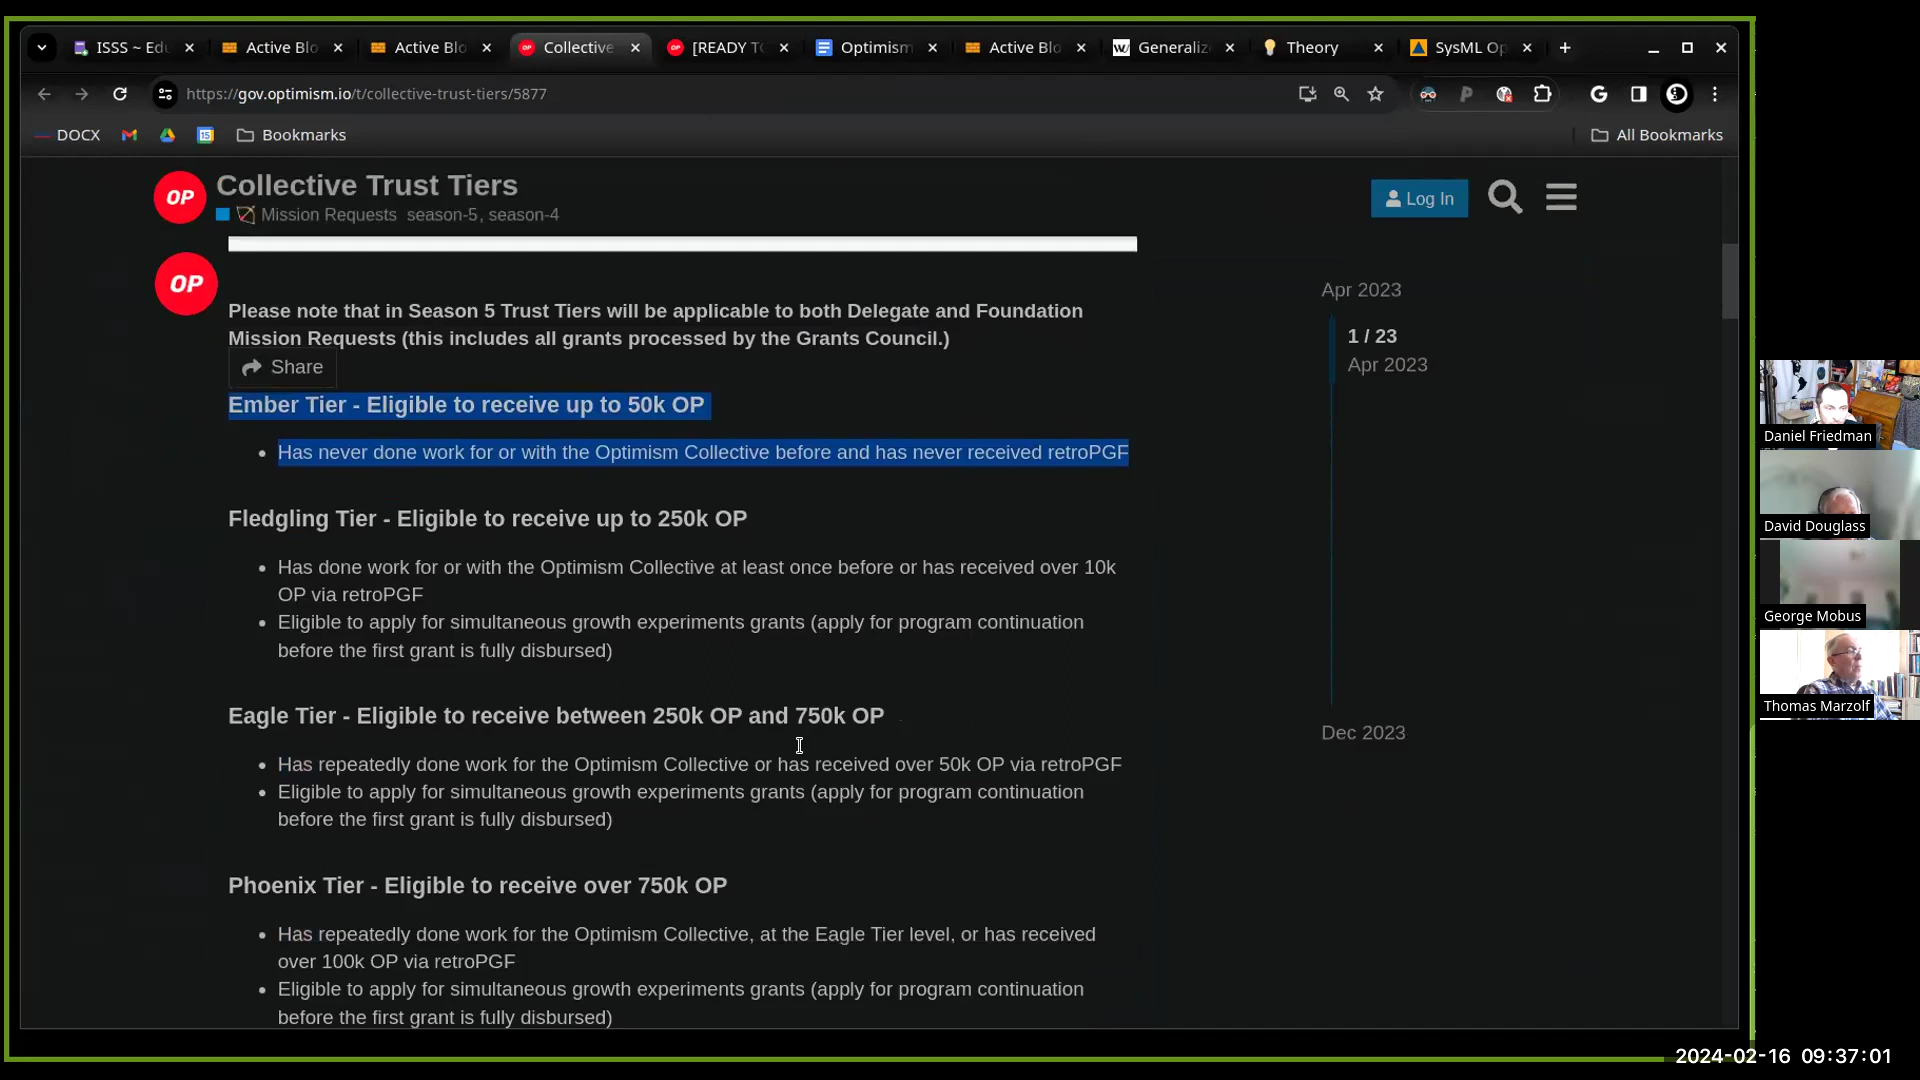 ISSS ~ Edu
Active Blo
Active Blo
Collective
[READY TO
Optimism
Active Blo
Generaliz
Theory
SysML Op
https://gov.optimism.io/t/collective-trust-tiers/5877
DOCX
15
Bookmarks
All Bookmarks
OP
Collective Trust Tiers
Mission Requests season-5, season-4
Log In
OP
Please note that in Season 5 Trust Tiers will be applicable to both Delegate and Foundation
Mission Requests (this includes all grants processed by the Grants Council.)
Share
Ember Tier - Eligible to receive up to 50k OP
• Has never done work for or with the Optimism Collective before and has never received retroPGF
Fledgling Tier - Eligible to receive up to 250k OP
• Has done work for or with the Optimism Collective at least once before or has received over 10k
OP via retroPGF
• Eligible to apply for simultaneous growth experiments grants (apply for program continuation
before the first grant is fully disbursed)
Eagle Tier - Eligible to receive between 250k OP and 750k OP
• Has repeatedly done work for the Optimism Collective or has received over 50k OP via retroPGF
• Eligible to apply for simultaneous growth experiments grants (apply for program continuation
before the first grant is fully disbursed)
Phoenix Tier - Eligible to receive over 750k OP
• Has repeatedly done work for the Optimism Collective, at the Eagle Tier level, or has received
over 100k OP via retroPGF
• Eligible to apply for simultaneous growth experiments grants (apply for program continuation
before the first grant is fully disbursed)
Apr 2023
1 / 23
Apr 2023
Dec 2023
Daniel Friedman
David Douglass
George Mobus
Thomas Marzolf
2024-02-16 09:37:01